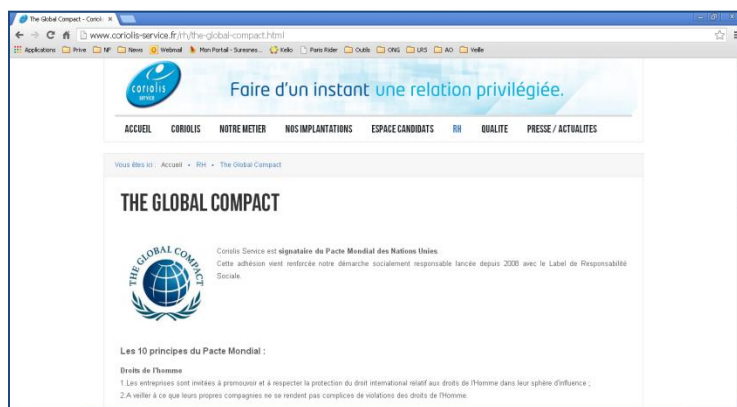 The Global Compact - Coriol
www.coriolis-service.fr/rh/the-global-compact.html
Applications Prive NF News Webmail Mon Portail - Suresnes... Kelio Paris Rider Outils ONG LRS AO Veille
coriolis
service
Faire d'un instant une relation privilégiée.
ACCUEIL CORIOLIS NOTRE METIER NOS IMPLANTATIONS ESPACE CANDIDATS RH QUALITE PRESSE / ACTUALITES
Vous êtes ici : Accueil RH The Global Compact
THE GLOBAL COMPACT
THE GLOBAL COMPACT
Coriolis Service est signataire du Pacte Mondial des Nations Unies.
Cette adhésion vient renforcée notre démarche socialement responsable lancée depuis 2008 avec le Label de Responsabilité
Sociale.
Les 10 principes du Pacte Mondial :
Droits de l'homme
1.Les entreprises sont invitées à promouvoir et à respecter la protection du droit international relatif aux droits de l'Homme dans leur sphère d'influence ;
2.A veiller à ce que leurs propres compagnies ne se rendent pas complices de violations des droits de l'Homme.